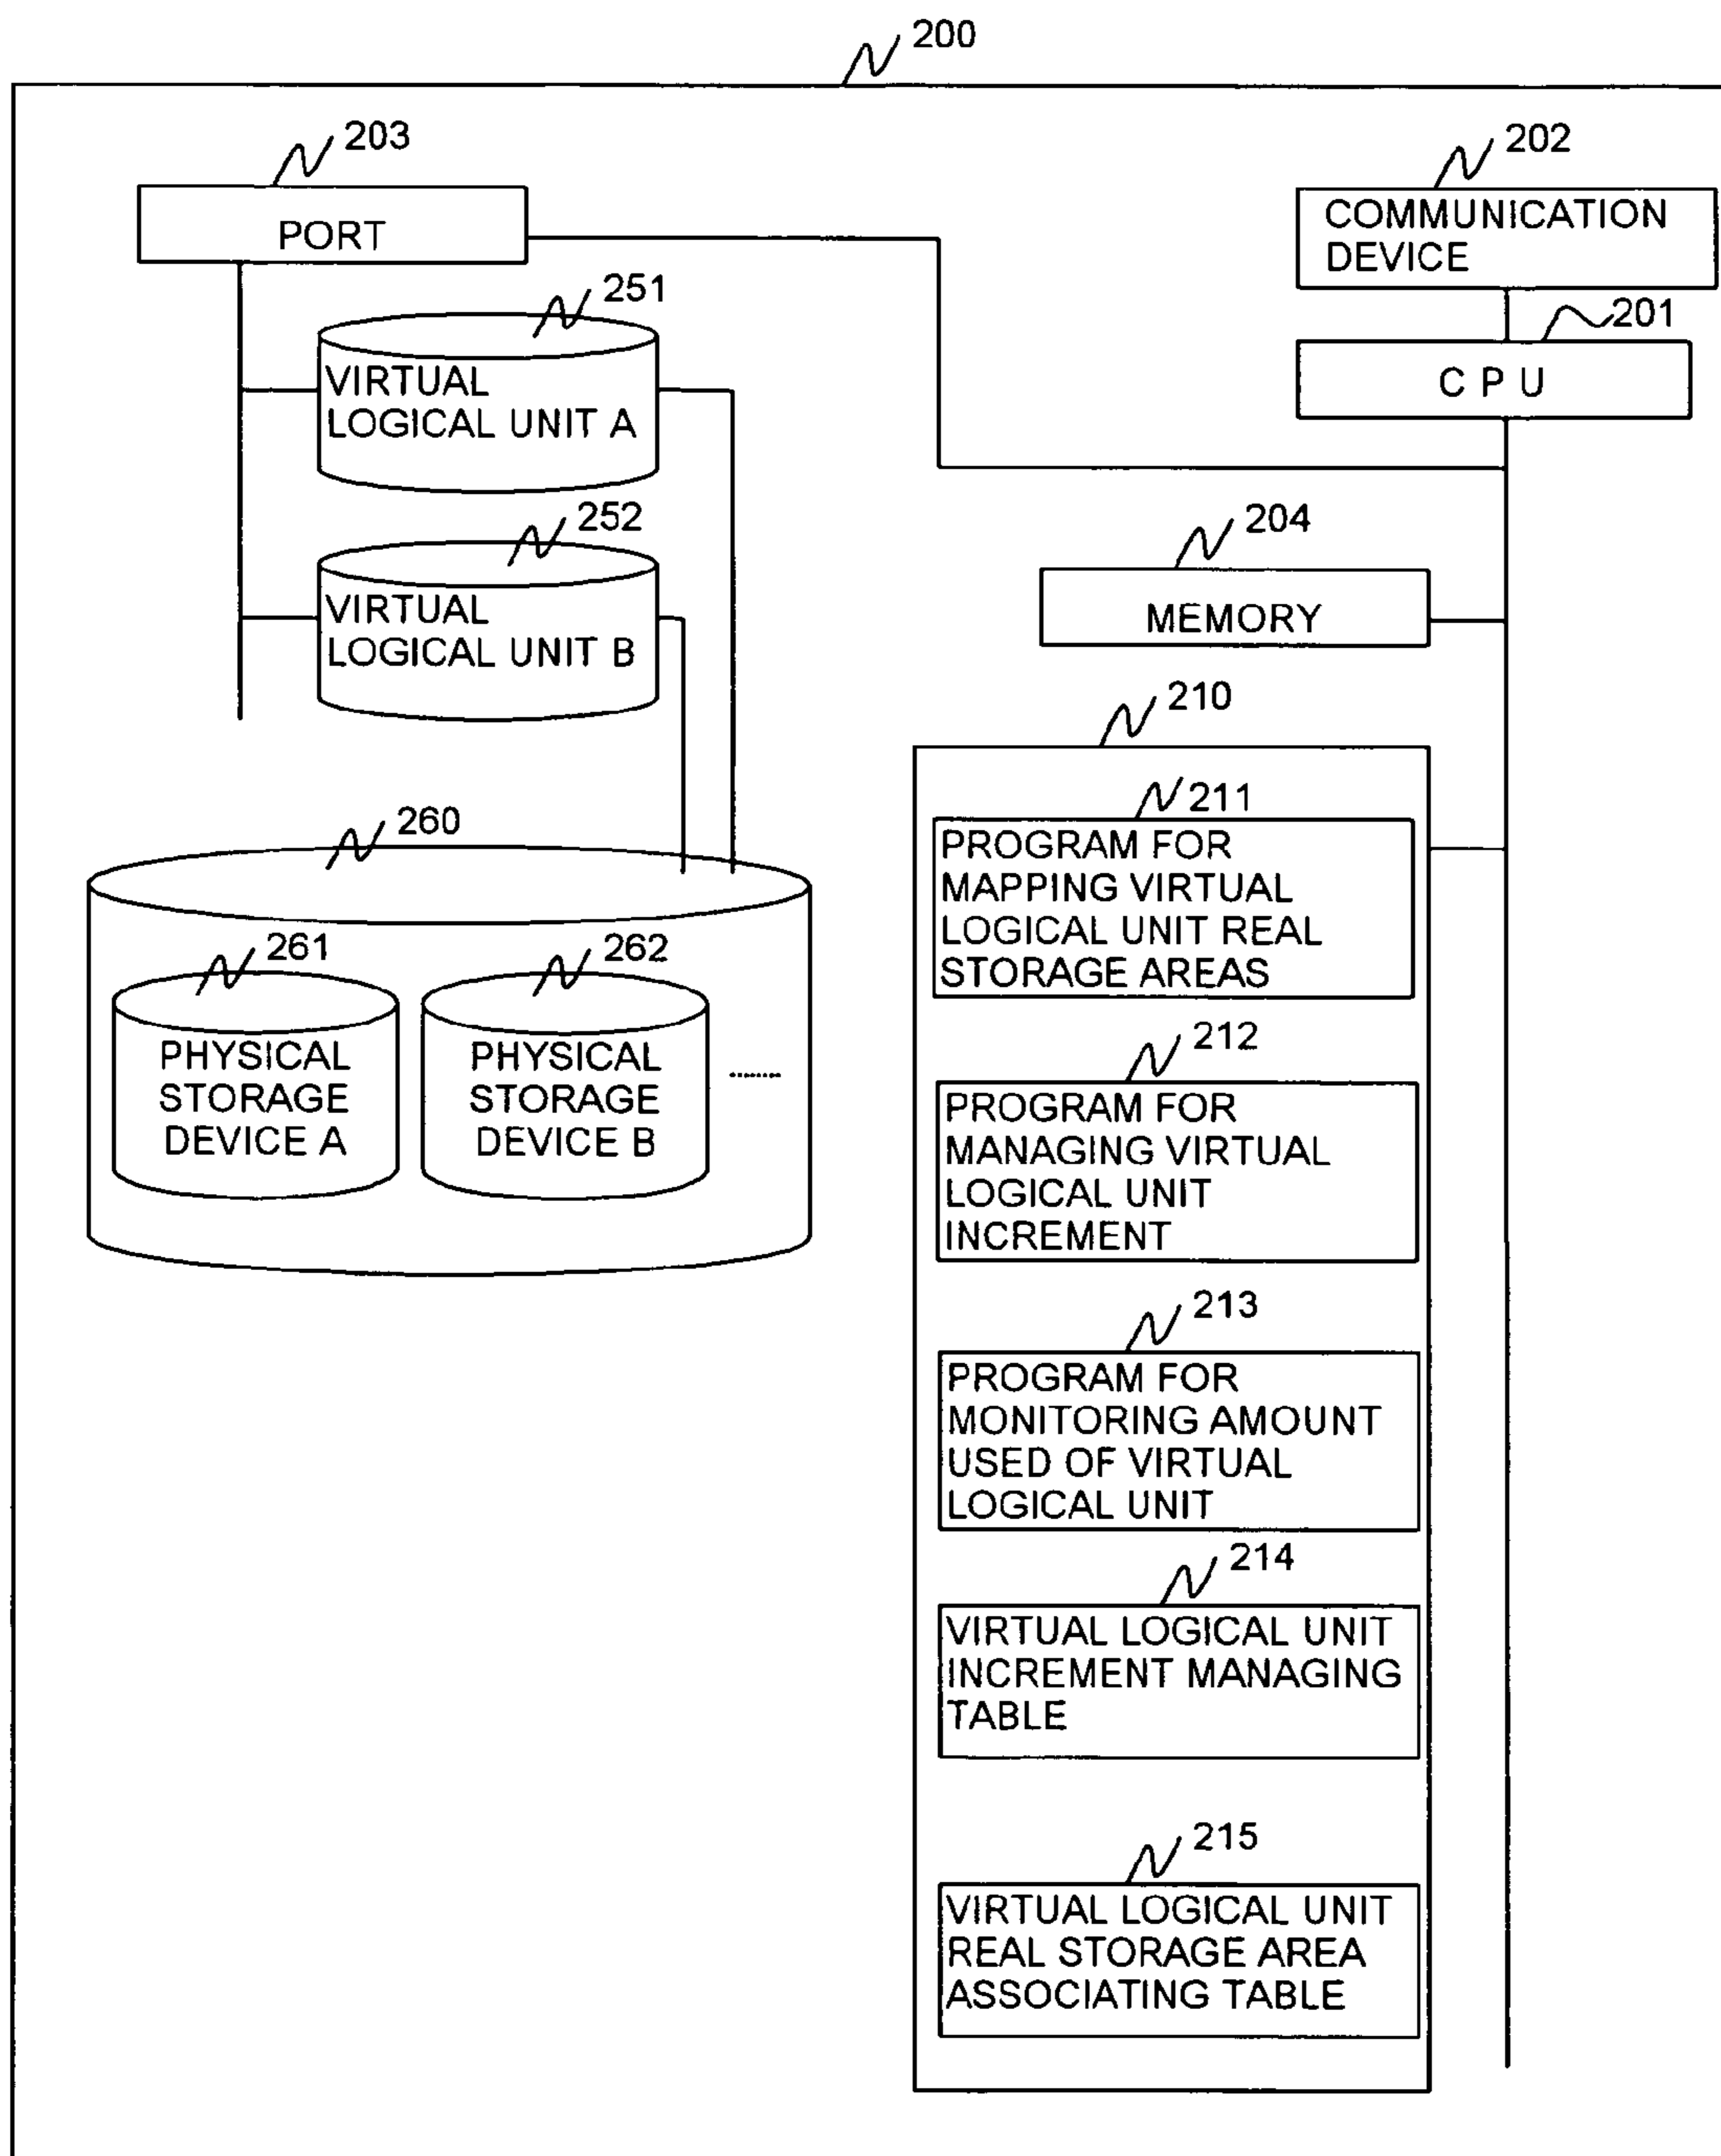 200
203
PORT
202
COMMUNICATION
DEVICE
201
C P U
251
VIRTUAL
LOGICAL UNIT A
252
VIRTUAL
LOGICAL UNIT B
204
MEMORY
260
261
PHYSICAL
STORAGE
DEVICE A
262
PHYSICAL
STORAGE
DEVICE B
........
210
211
PROGRAM FOR
MAPPING VIRTUAL
LOGICAL UNIT REAL
STORAGE AREAS
212
PROGRAM FOR
MANAGING VIRTUAL
LOGICAL UNIT
INCREMENT
213
PROGRAM FOR
MONITORING AMOUNT
USED OF VIRTUAL
LOGICAL UNIT
214
VIRTUAL LOGICAL UNIT
INCREMENT MANAGING
TABLE
215
VIRTUAL LOGICAL UNIT
REAL STORAGE AREA
ASSOCIATING TABLE